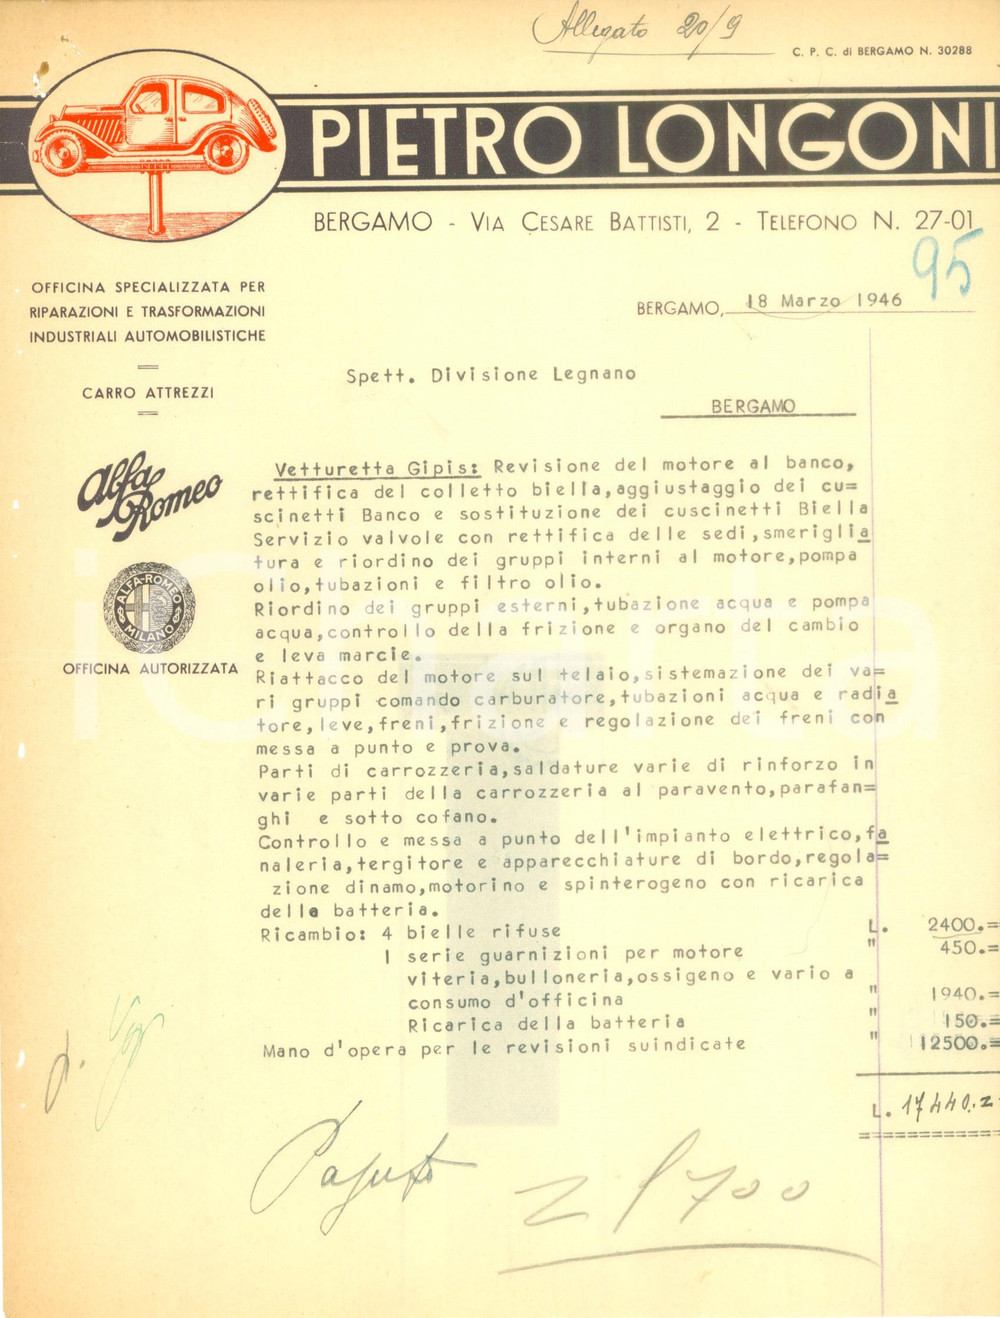 Allegato 20/9
C. P. C. di BERGAMO N. 30288
PIETRO LONGONI
BERGAMO - VIA CESARE BATTISTI, 2 - TELEFONO N. 27-01
95
OFFICINA SPECIALIZZATA PER
RIPARAZIONI E TRASFORMAZIONI
INDUSTRIALI AUTOMOBILISTICHE
CARRO ATTREZZI
Alfa
Romeo
ALFA-ROMEO
MILANO
OFFICINA AUTORIZZATA
BERGAMO, 18 Marzo 1946
Spett. Divisione Legnano
BERGAMO
Vetturetta Gipis: Revisione del motore al banco,
rettifica del colletto biella,aggiustaggio dei cu=
scinetti Banco e sostituzione dei cuscinetti Biella
Servizio valvole con rettifica delle sedi,smeriglia
tura e riordino dei gruppi interni al motore,pompa
olio,tubazioni e filtro olio.
Riordino dei gruppi esterni,tubazione acqua e pompa
acqua,controllo della frizione e organo del cambio
e leva marcie.
Riattacco del motore sul telaio,sistemazione dei va=
ri gruppi comando carburatore,tubazioni acqua e radia
tore,leve,freni,frizione e regolazione dei freni con
messa a punto e prova.
Parti di carrozzeria,saldature varie di rinforzo in
varie parti della carrozzeria al paravento,parafan=
ghi e sotto cofano.
Controllo e messa a punto dell'impianto elettrico,fa
naleria,tergitore e apparecchiature di bordo,regola=
zione dinamo,motorino e spinterogeno con ricarica
della batteria.
Ricambio: 4 bielle rifuse L. 2400.=
1 serie guarnizioni per motore " 450.=
viteria,bulloneria,ossigeno e vario a
consumo d'officina " 1940.=
Ricarica della batteria " 150.=
Mano d'opera per le revisioni suindicate " 12500.=
L. 17440.=